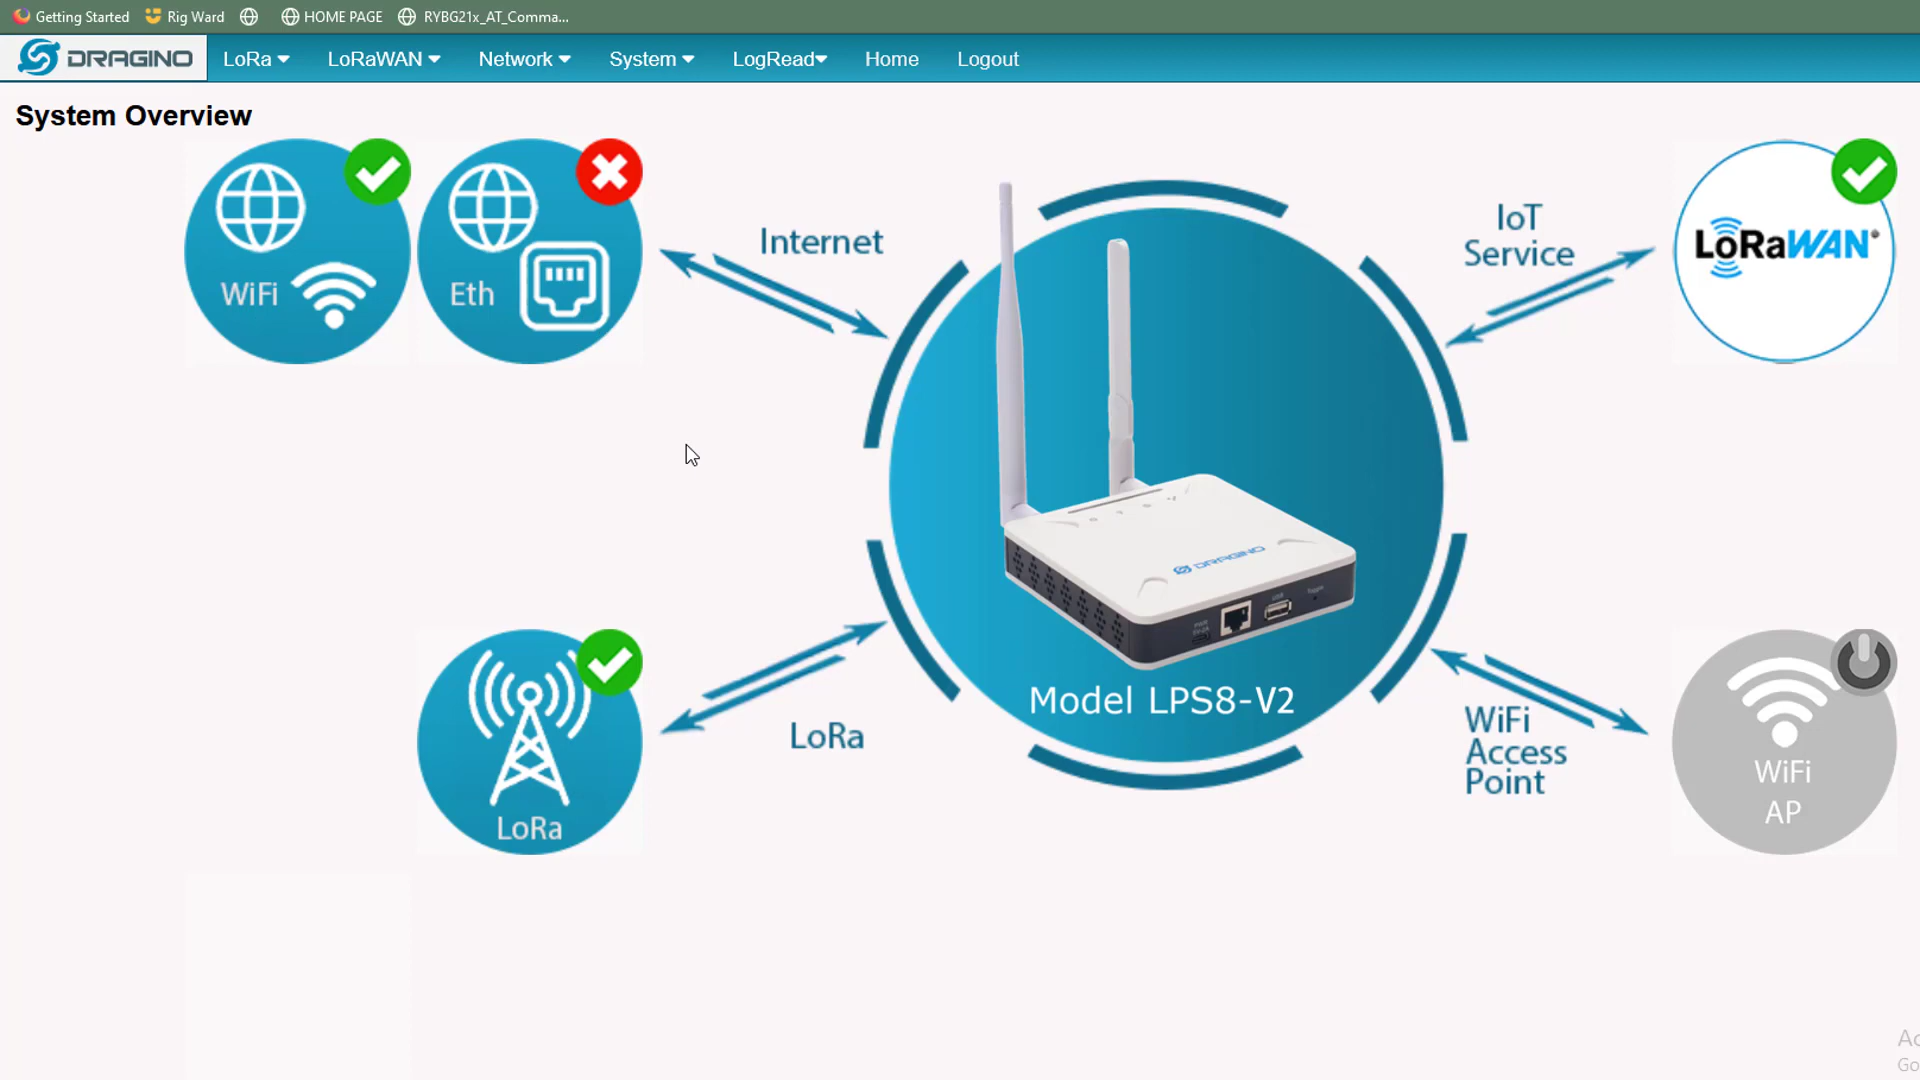 Getting Started Rig Ward HOME PAGE RYBG21x_AT_Comma...
DRAGINO LoRa LoRaWAN Network System LogRead Home Logout
System Overview
WiFi
Eth
Internet
IoT
Service
LoRaWAN
DRAGINO
Model LPS8-V2
LoRa
LoRa
WiFi
Access
Point
WiFi
AP